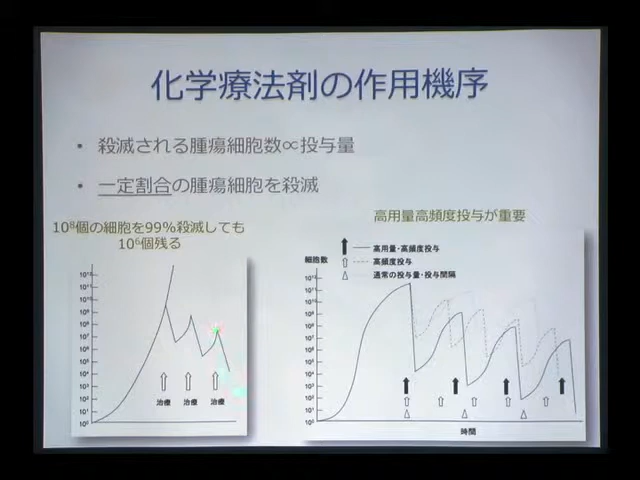 化学療法剤の作用機序
• 殺減される腫瘍細胞数∝投与量
• 一定割合の腫瘍細胞を殺減
10⁸個の細胞を99%殺減しても
10⁶個残る
治療 治療 治療
高用量高頻度投与が重要
細胞数
高用量・高頻度投与
高頻度投与
通常の投与量・投与間隔
時間